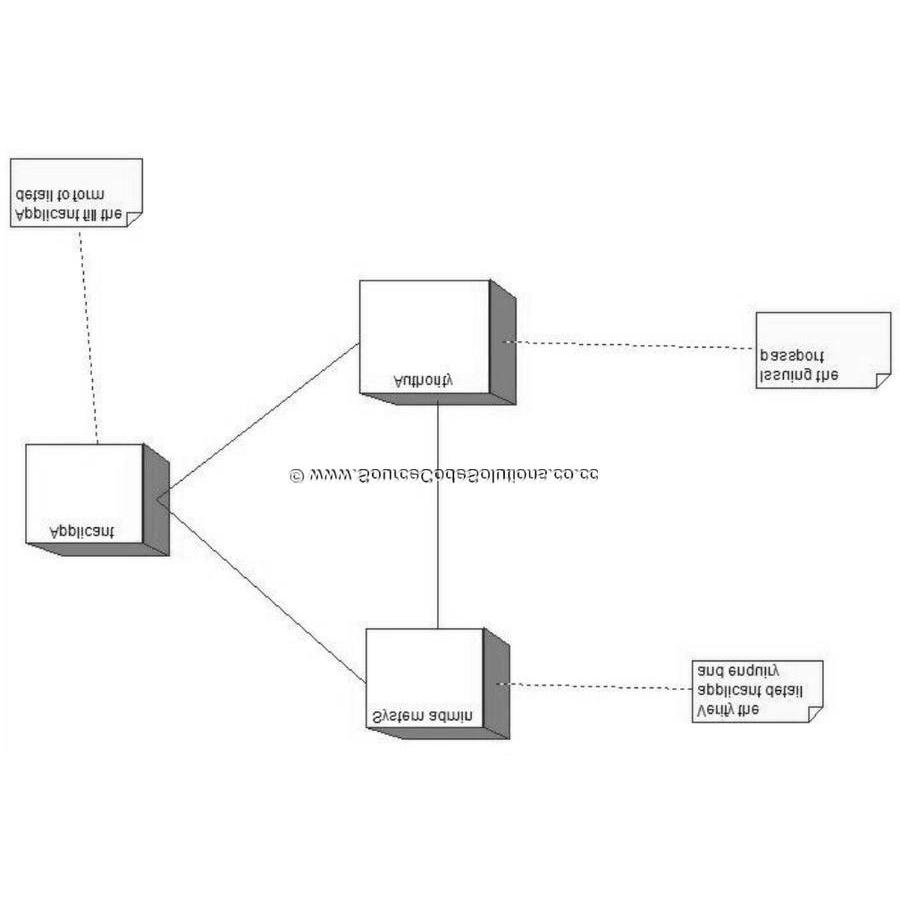 System admin
Verify the
applicant detail
and enquiry
Applicant
© www.SourceCodeSolutions.co.cc
Authority
Issuing the
passport
Applicant fill the
detail to form